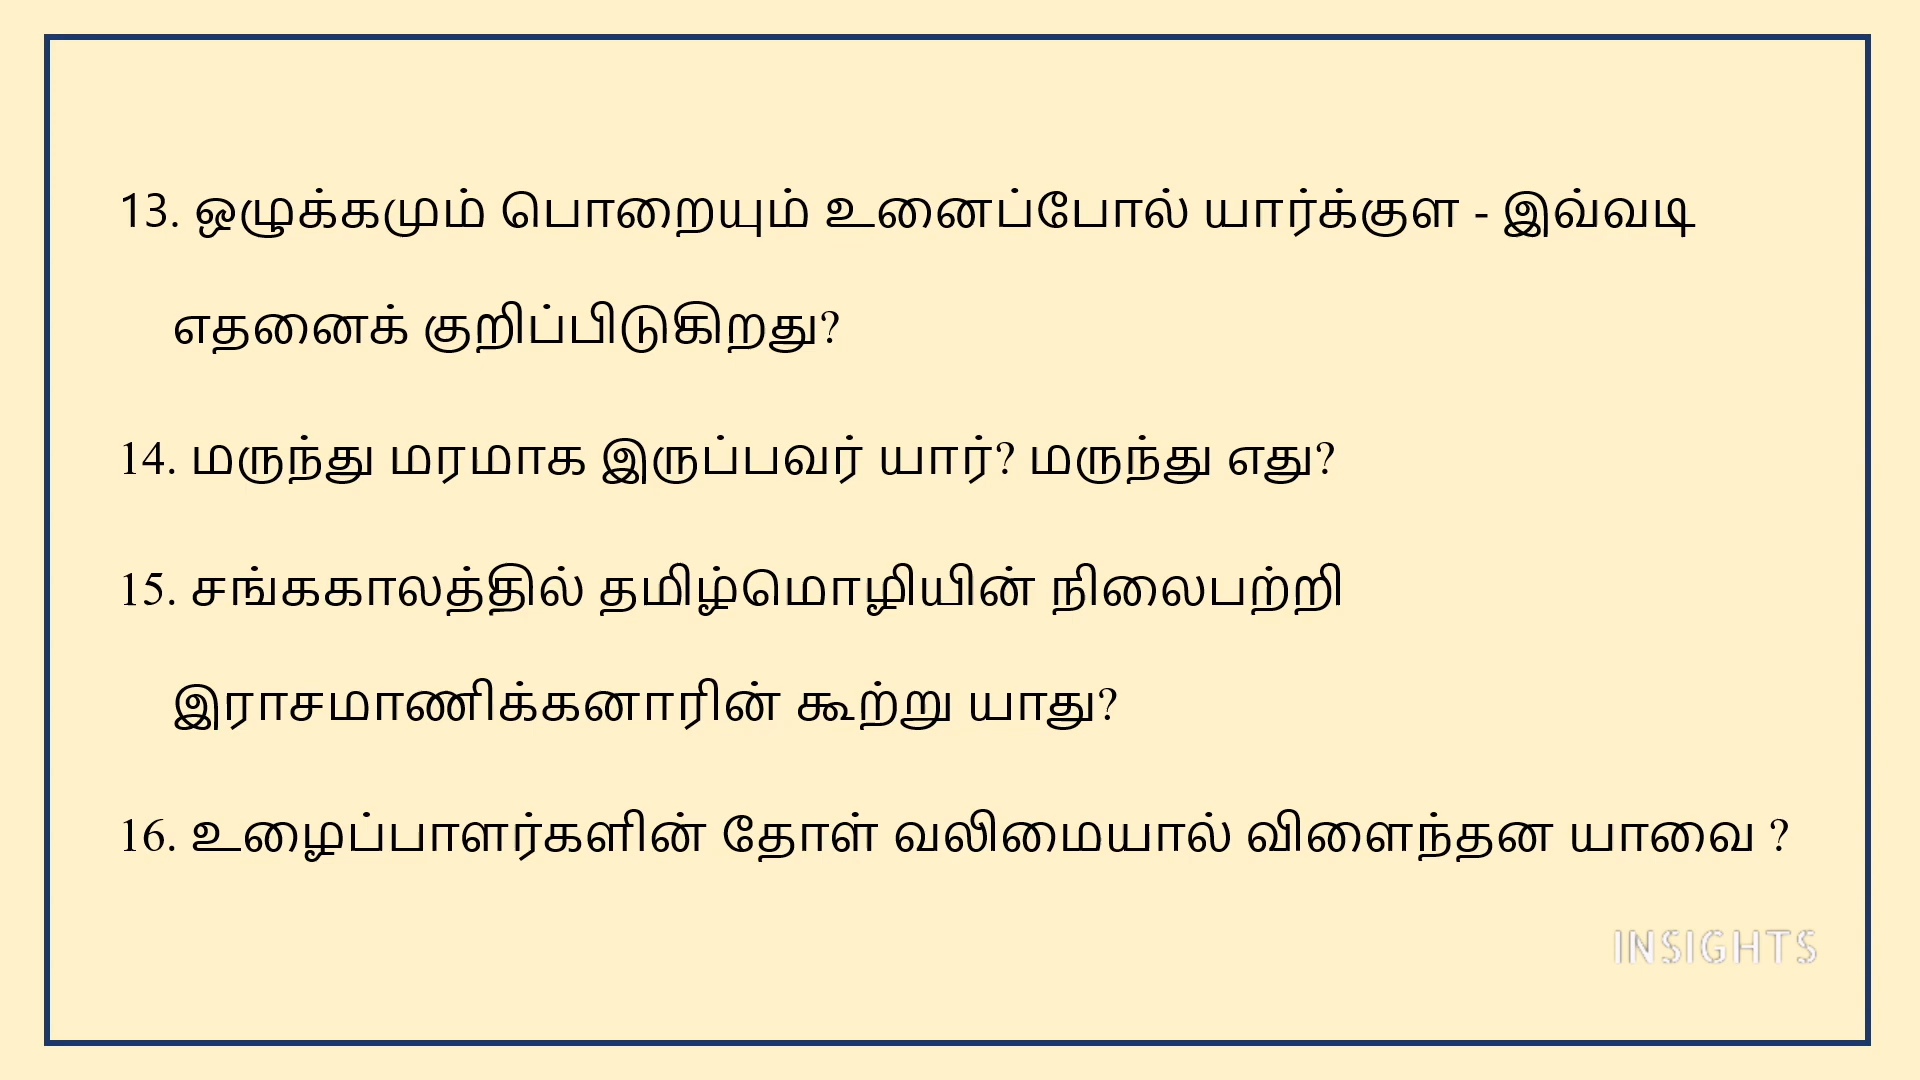 13. ஒழுக்கமும் பொறையும் உனைப்போல் யார்க்குள - இவ்வடி
எதனைக் குறிப்பிடுகிறது?
14. மருந்து மரமாக இருப்பவர் யார்? மருந்து எது?
15. சங்ககாலத்தில் தமிழ்மொழியின் நிலைபற்றி
இராசமாணிக்கனாரின் கூற்று யாது?
16. உழைப்பாளர்களின் தோள் வலிமையால் விளைந்தன யாவை ?
INSIGHTS